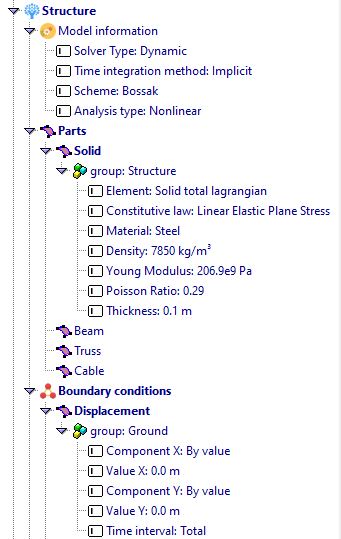 Structure
Model information
Solver Type: Dynamic
Time integration method: Implicit
Scheme: Bossak
Analysis type: Nonlinear
Parts
Solid
group: Structure
Element: Solid total lagrangian
Constitutive law: Linear Elastic Plane Stress
Material: Steel
Density: 7850 kg/m³
Young Modulus: 206.9e9 Pa
Poisson Ratio: 0.29
Thickness: 0.1 m
Beam
Truss
Cable
Boundary conditions
Displacement
group: Ground
Component X: By value
Value X: 0.0 m
Component Y: By value
Value Y: 0.0 m
Time interval: Total